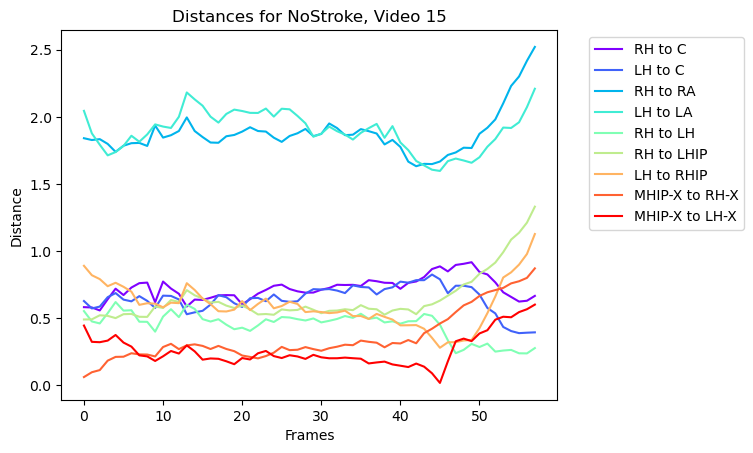 Distances for NoStroke, Video 15
2.5
2.0
1.5
1.0
0.5
0.0
Distance
0 10 20 30 40 50
Frames
RH to C
LH to C
RH to RA
LH to LA
RH to LH
RH to LHIP
LH to RHIP
MHIP-X to RH-X
MHIP-X to LH-X